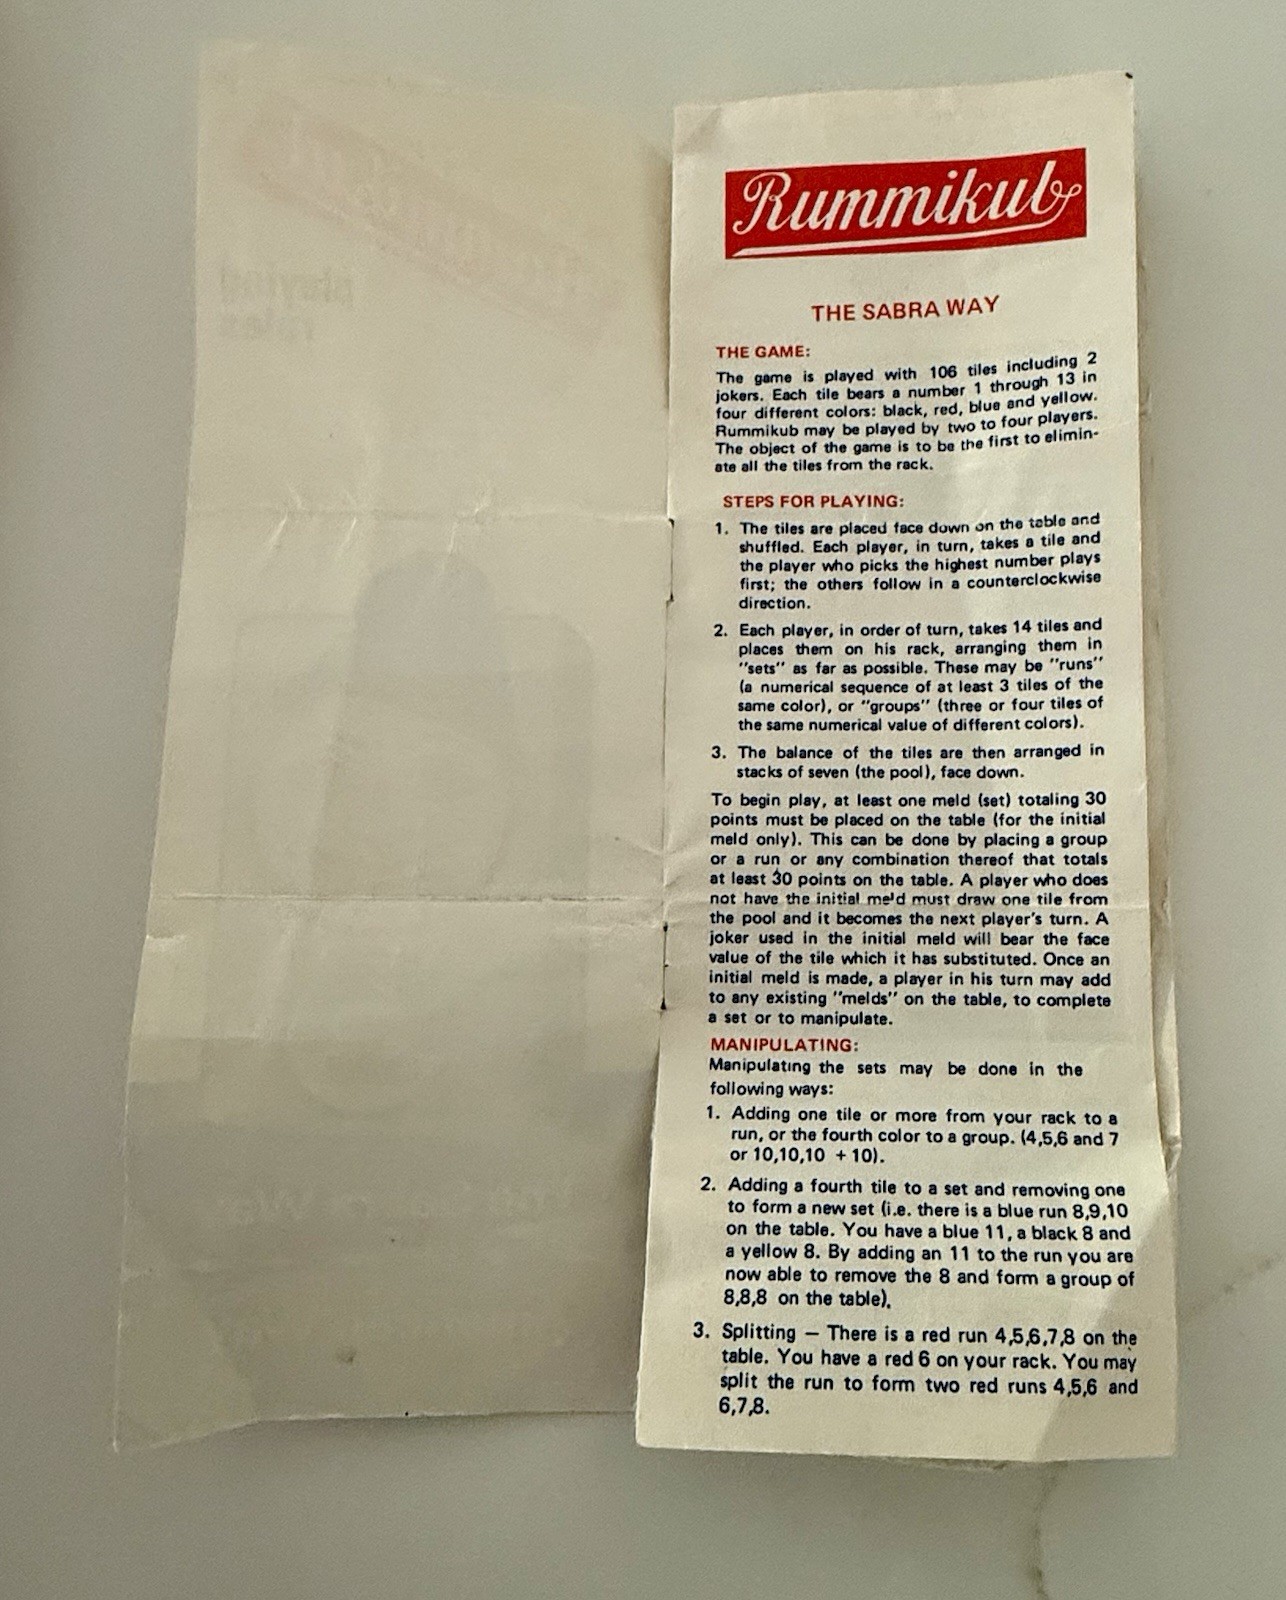 Rummikub
THE SABRA WAY
THE GAME:
The game is played with 106 tiles including 2
jokers. Each tile bears a number 1 through 13 in
four different colors: black, red, blue and yellow.
Rummikub may be played by two to four players.
The object of the game is to be the first to elimin-
ate all the tiles from the rack.
STEPS FOR PLAYING:
1. The tiles are placed face down on the table and
shuffled. Each player, in turn, takes a tile and
the player who picks the highest number plays
first; the others follow in a counterclockwise
direction.
2. Each player, in order of turn, takes 14 tiles and
places them on his rack, arranging them in
"sets" as far as possible. These may be "runs"
(a numerical sequence of at least 3 tiles of the
same color), or "groups" (three or four tiles of
the same numerical value of different colors).
3. The balance of the tiles are then arranged in
stacks of seven (the pool), face down.
To begin play, at least one meld (set) totaling 30
points must be placed on the table (for the initial
meld only). This can be done by placing a group
or a run or any combination thereof that totals
at least 30 points on the table. A player who does
not have the initial meld must draw one tile from
the pool and it becomes the next player's turn. A
joker used in the initial meld will bear the face
value of the tile which it has substituted. Once an
initial meld is made, a player in his turn may add
to any existing "melds" on the table, to complete
a set or to manipulate.
MANIPULATING:
Manipulating the sets may be done in the
following ways:
1. Adding one tile or more from your rack to a
run, or the fourth color to a group. (4,5,6 and 7
or 10,10,10 + 10).
2. Adding a fourth tile to a set and removing one
to form a new set (i.e. there is a blue run 8,9,10
on the table. You have a blue 11, a black 8 and
a yellow 8. By adding an 11 to the run you are
now able to remove the 8 and form a group of
8,8,8 on the table).
3. Splitting — There is a red run 4,5,6,7,8 on the
table. You have a red 6 on your rack. You may
split the run to form two red runs 4,5,6 and
6,7,8.